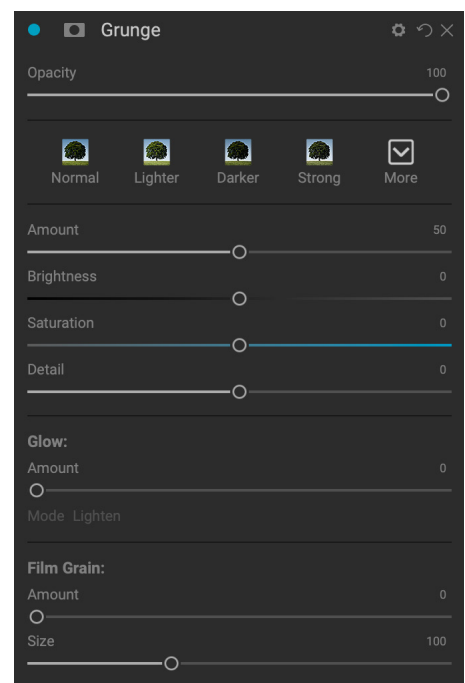 Grunge
Opacity 100
Normal Lighter Darker Strong More
Amount 50
Brightness 0
Saturation 0
Detail 0
Glow:
Amount 0
Mode Lighten
Film Grain:
Amount 0
Size 100